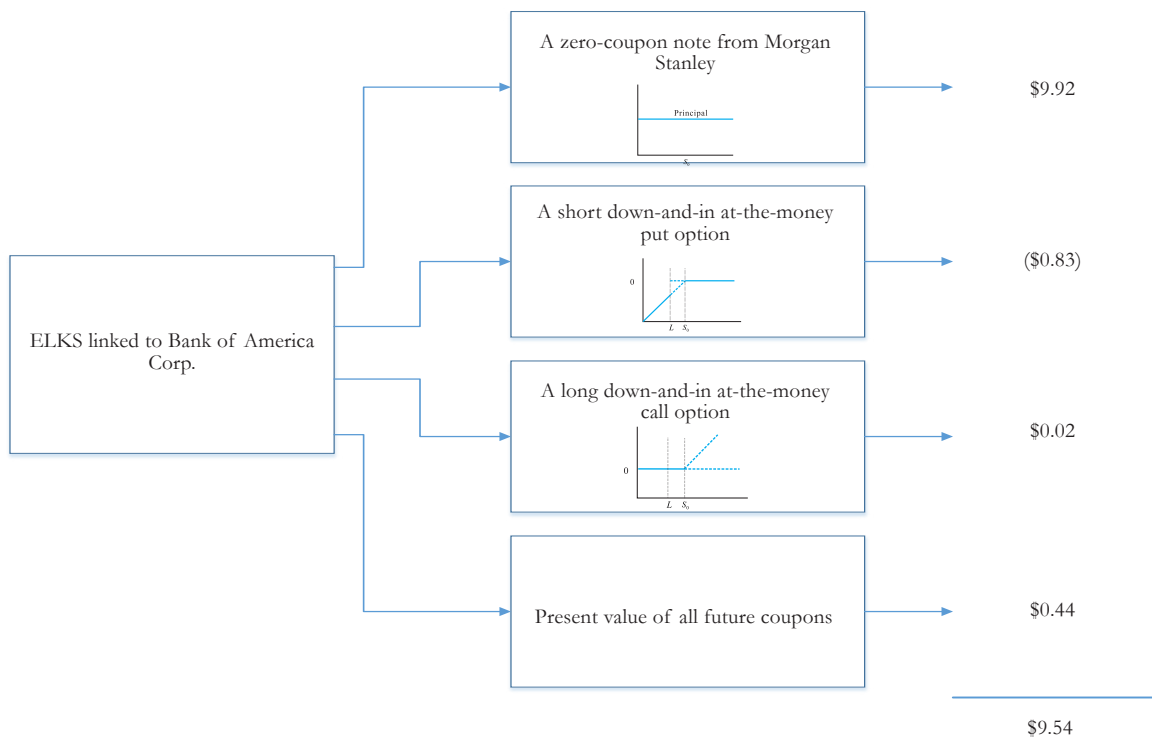 A zero-coupon note from Morgan
Stanley
Principal
S₀
$9.92
A short down-and-in at-the-money
put option
0
L S₀
($0.83)
ELKS linked to Bank of America
Corp.
A long down-and-in at-the-money
call option
0
L S₀
$0.02
Present value of all future coupons
$0.44
$9.54